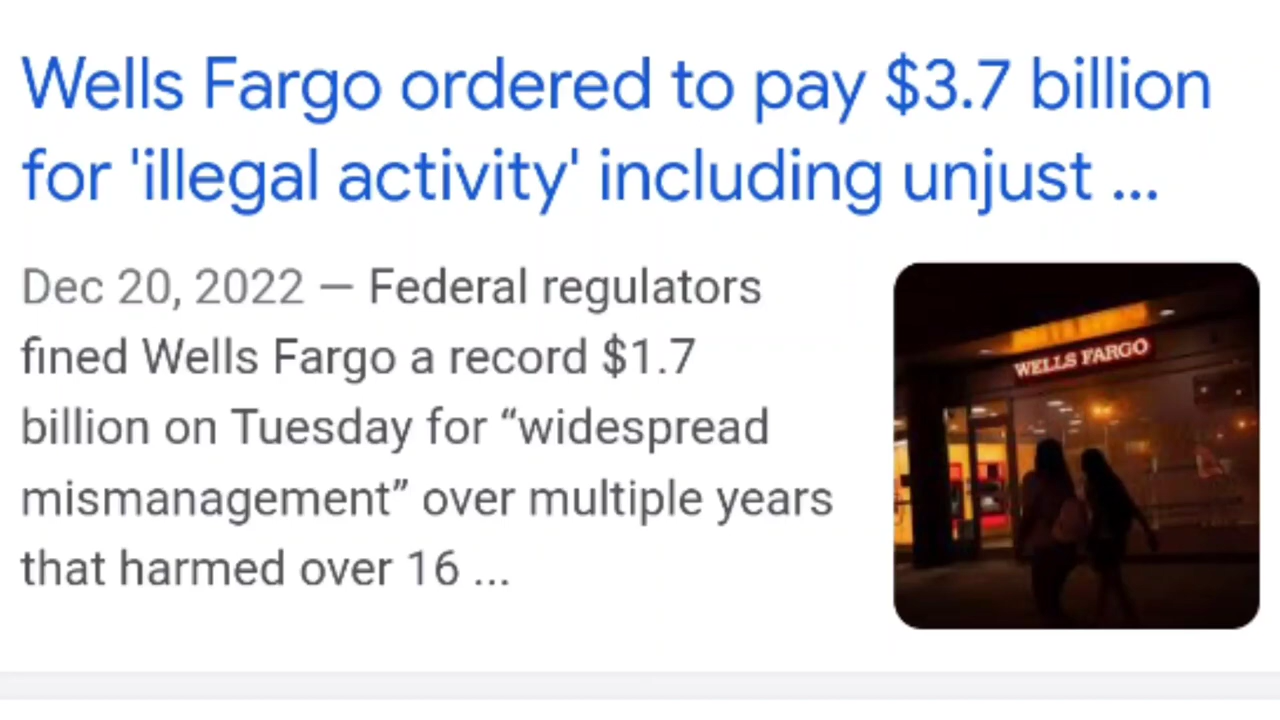 Wells Fargo ordered to pay $3.7 billion
for 'illegal activity' including unjust ...
Dec 20, 2022 — Federal regulators
fined Wells Fargo a record $1.7
billion on Tuesday for “widespread
mismanagement” over multiple years
that harmed over 16 ...
WELLS FARGO